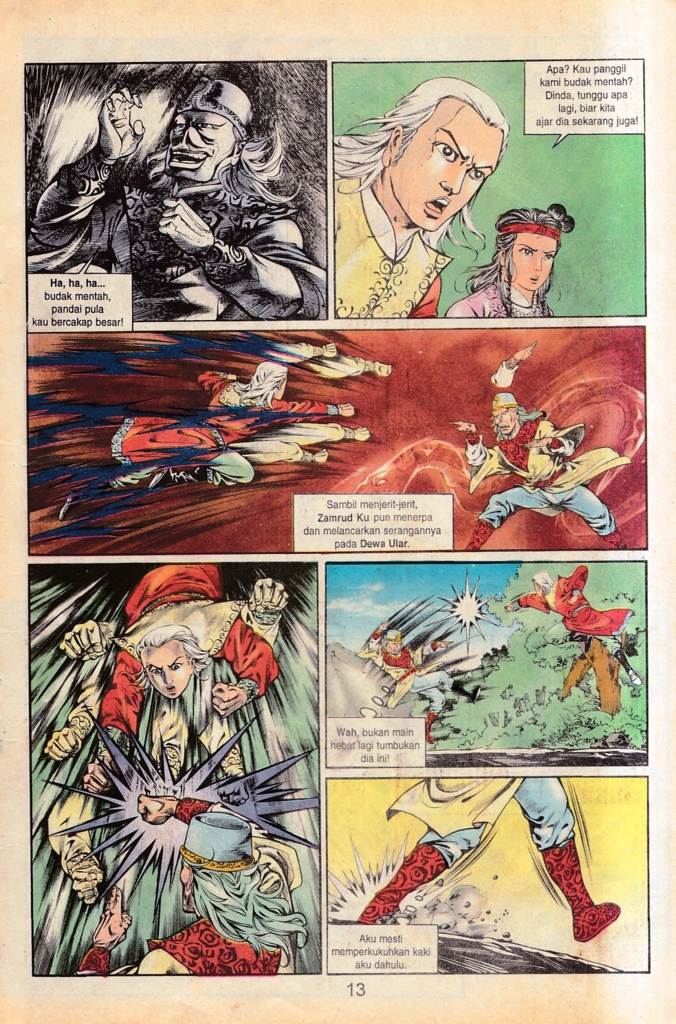 Ha, ha, ha...
budak mentah,
pandai pula
kau bercakap besar!
Apa? Kau panggil
kami budak mentah?
Dinda, tunggu apa
lagi, biar kita
ajar dia sekarang juga!
Sambil menjerit-jerit,
Zamrud Ku pun menerpa
dan melancarkan serangannya
pada Dewa Ular.
Wah, bukan main
hebat lagi tumbukan
dia ini!
Aku mesti
memperkukuhkan kaki
aku dahulu.
13